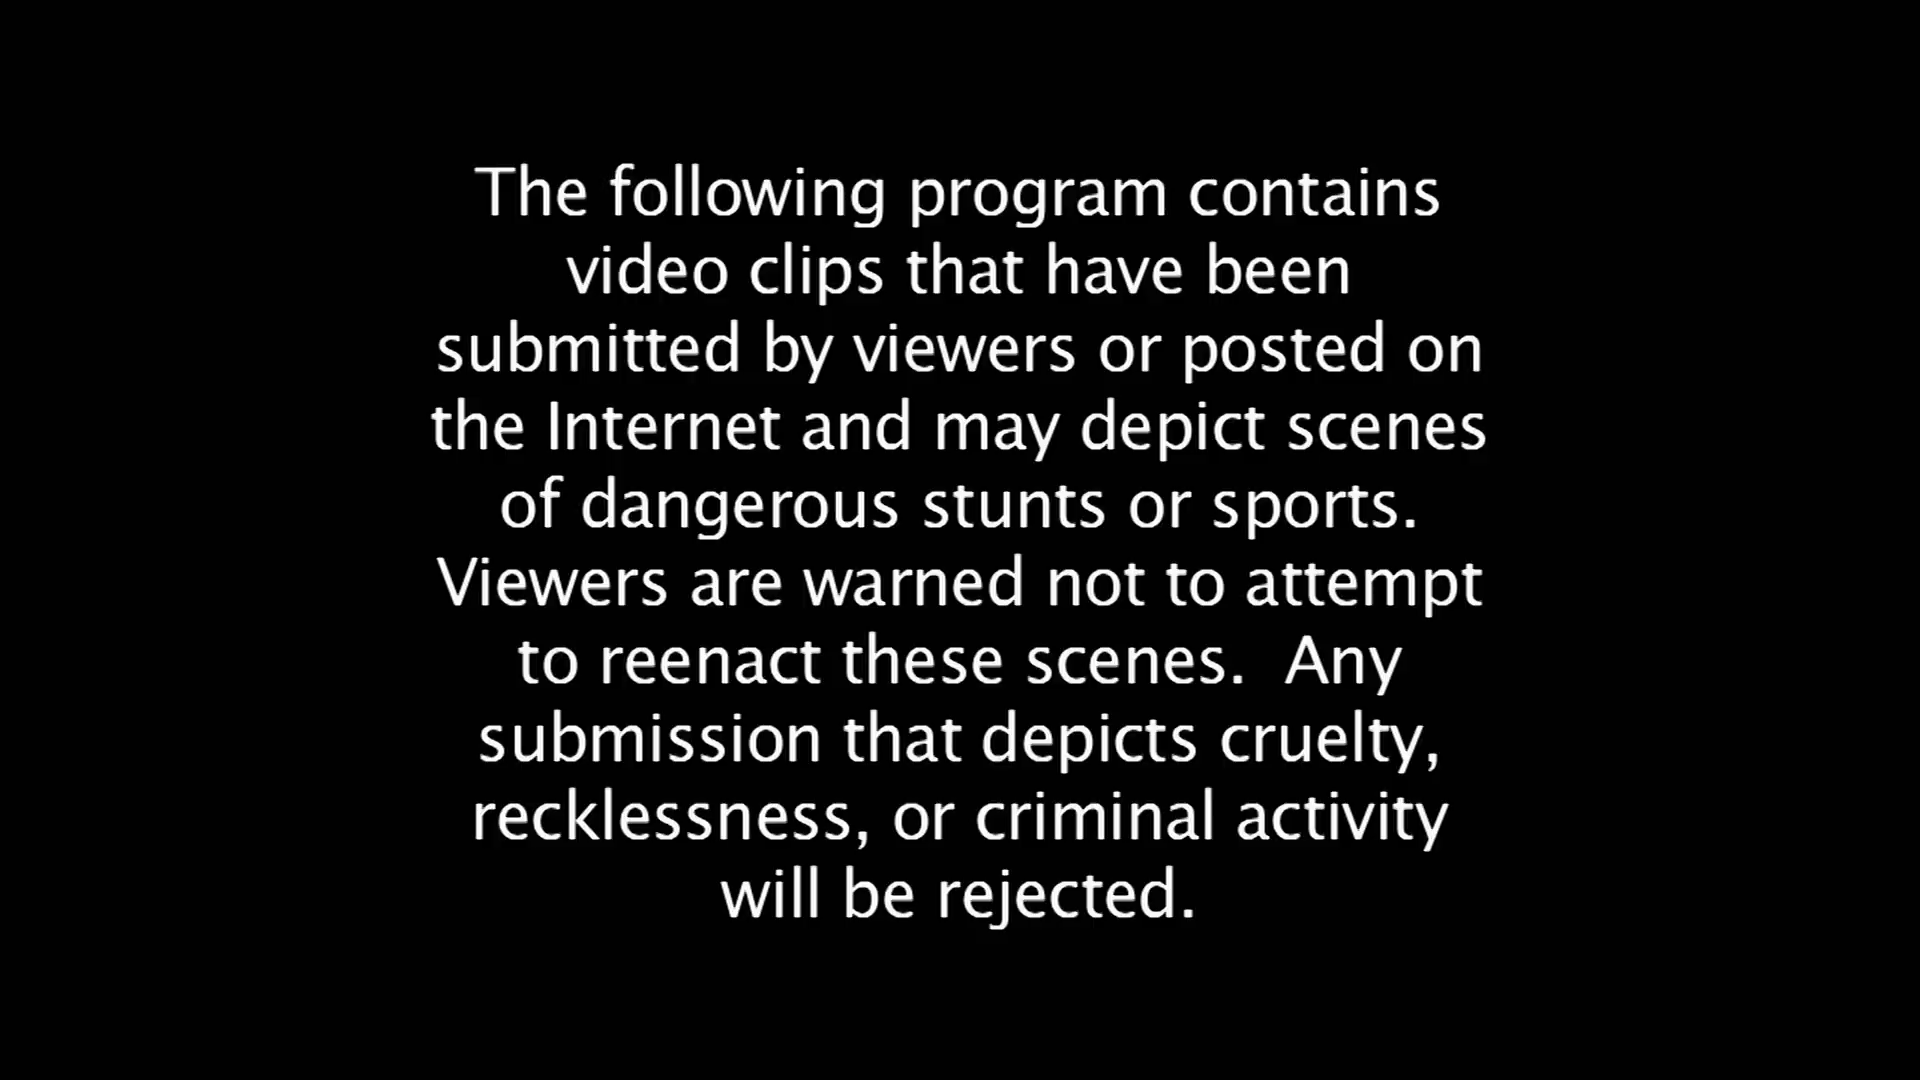 The following program contains
video clips that have been
submitted by viewers or posted on
the Internet and may depict scenes
of dangerous stunts or sports.
Viewers are warned not to attempt
to reenact these scenes.  Any
submission that depicts cruelty,
recklessness, or criminal activity
will be rejected.